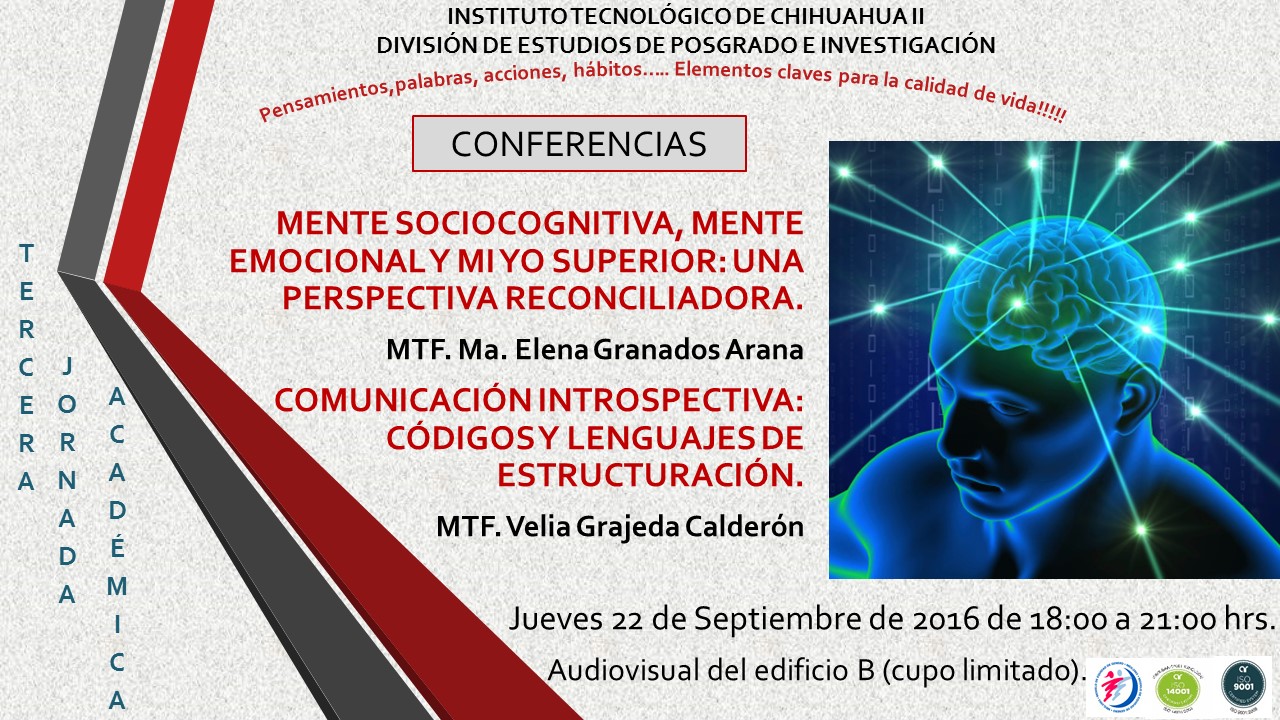 INSTITUTO TECNOLÓGICO DE CHIHUAHUA II
DIVISIÓN DE ESTUDIOS DE POSGRADO E INVESTIGACIÓN
Pensamientos,palabras, acciones, hábitos..... Elementos claves para la calidad de vida!!!!!
CONFERENCIAS
MENTE SOCIOCOGNITIVA, MENTE
EMOCIONAL Y MI YO SUPERIOR: UNA
PERSPECTIVA RECONCILIADORA.
MTF. Ma. Elena Granados Arana
COMUNICACIÓN INTROSPECTIVA:
CÓDIGOS Y LENGUAJES DE
ESTRUCTURACIÓN.
MTF. Velia Grajeda Calderón
TERCERA
JORNADA
ACADÉMICA
Jueves 22 de Septiembre de 2016 de 18:00 a 21:00 hrs.
Audiovisual del edificio B (cupo limitado).
ISO
14001
ISO
9001